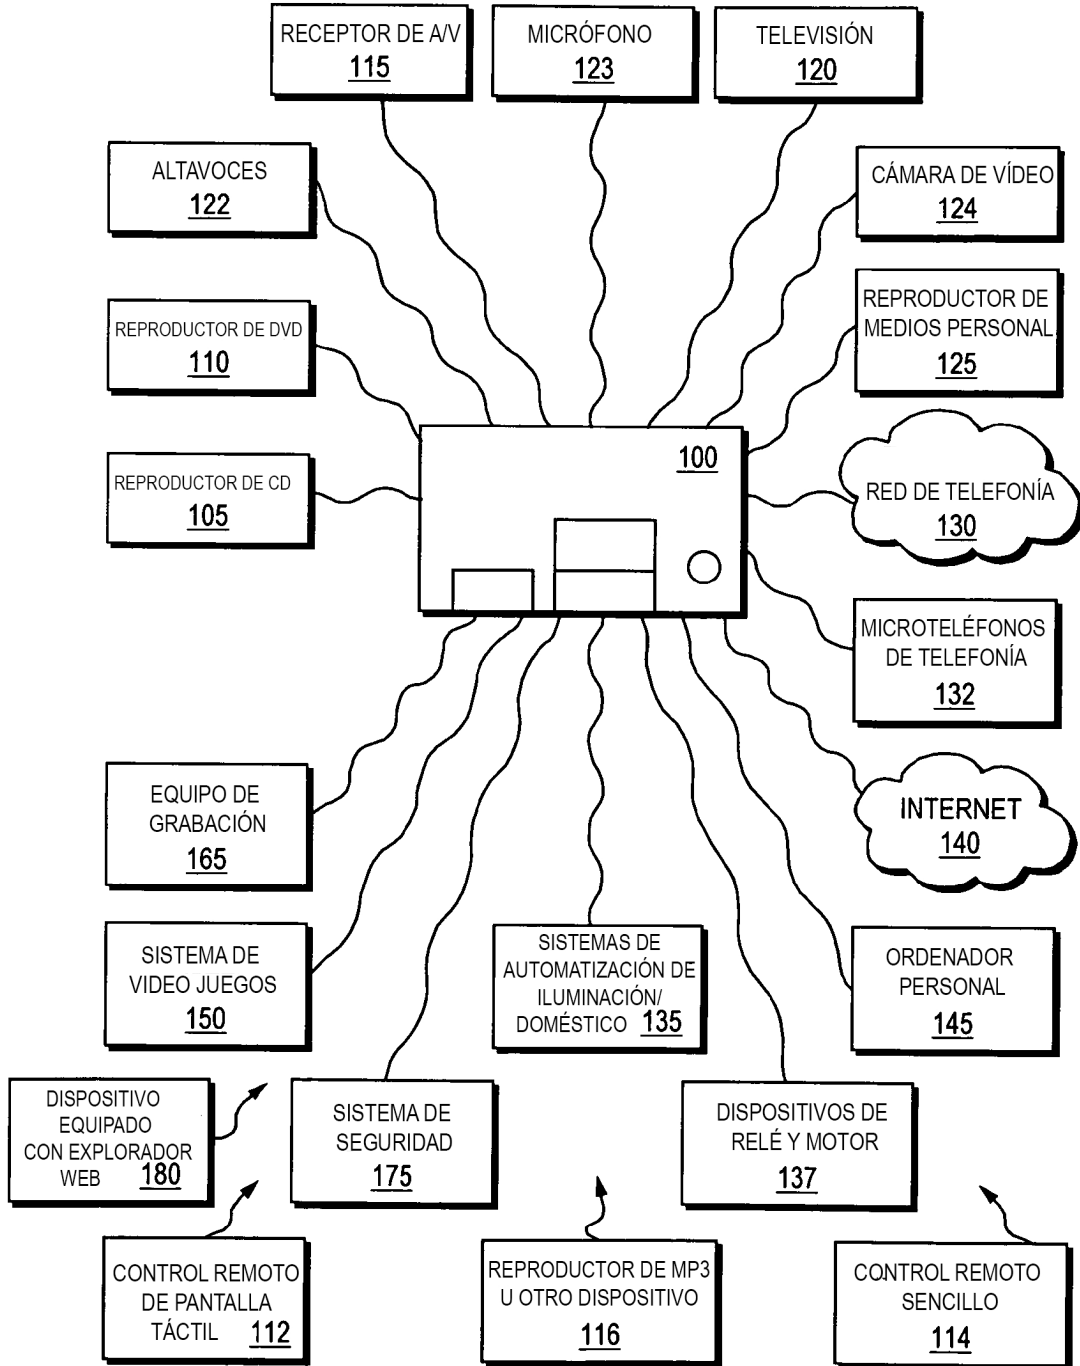 RECEPTOR DE A/V
115
MICRÓFONO
123
TELEVISIÓN
120
ALTAVOCES
122
CÁMARA DE VÍDEO
124
REPRODUCTOR DE DVD
110
REPRODUCTOR DE
MEDIOS PERSONAL
125
100
REPRODUCTOR DE CD
105
RED DE TELEFONÍA
130
MICROTELÉFONOS
DE TELEFONÍA
132
EQUIPO DE
GRABACIÓN
165
INTERNET
140
SISTEMA DE
VIDEO JUEGOS
150
SISTEMAS DE
AUTOMATIZACIÓN DE
ILUMINACIÓN/
DOMÉSTICO 135
ORDENADOR
PERSONAL
145
DISPOSITIVO
EQUIPADO
CON EXPLORADOR
WEB 180
SISTEMA DE
SEGURIDAD
175
DISPOSITIVOS DE
RELÉ Y MOTOR
137
CONTROL REMOTO
DE PANTALLA
TÁCTIL 112
REPRODUCTOR DE MP3
U OTRO DISPOSITIVO
116
CONTROL REMOTO
SENCILLO
114